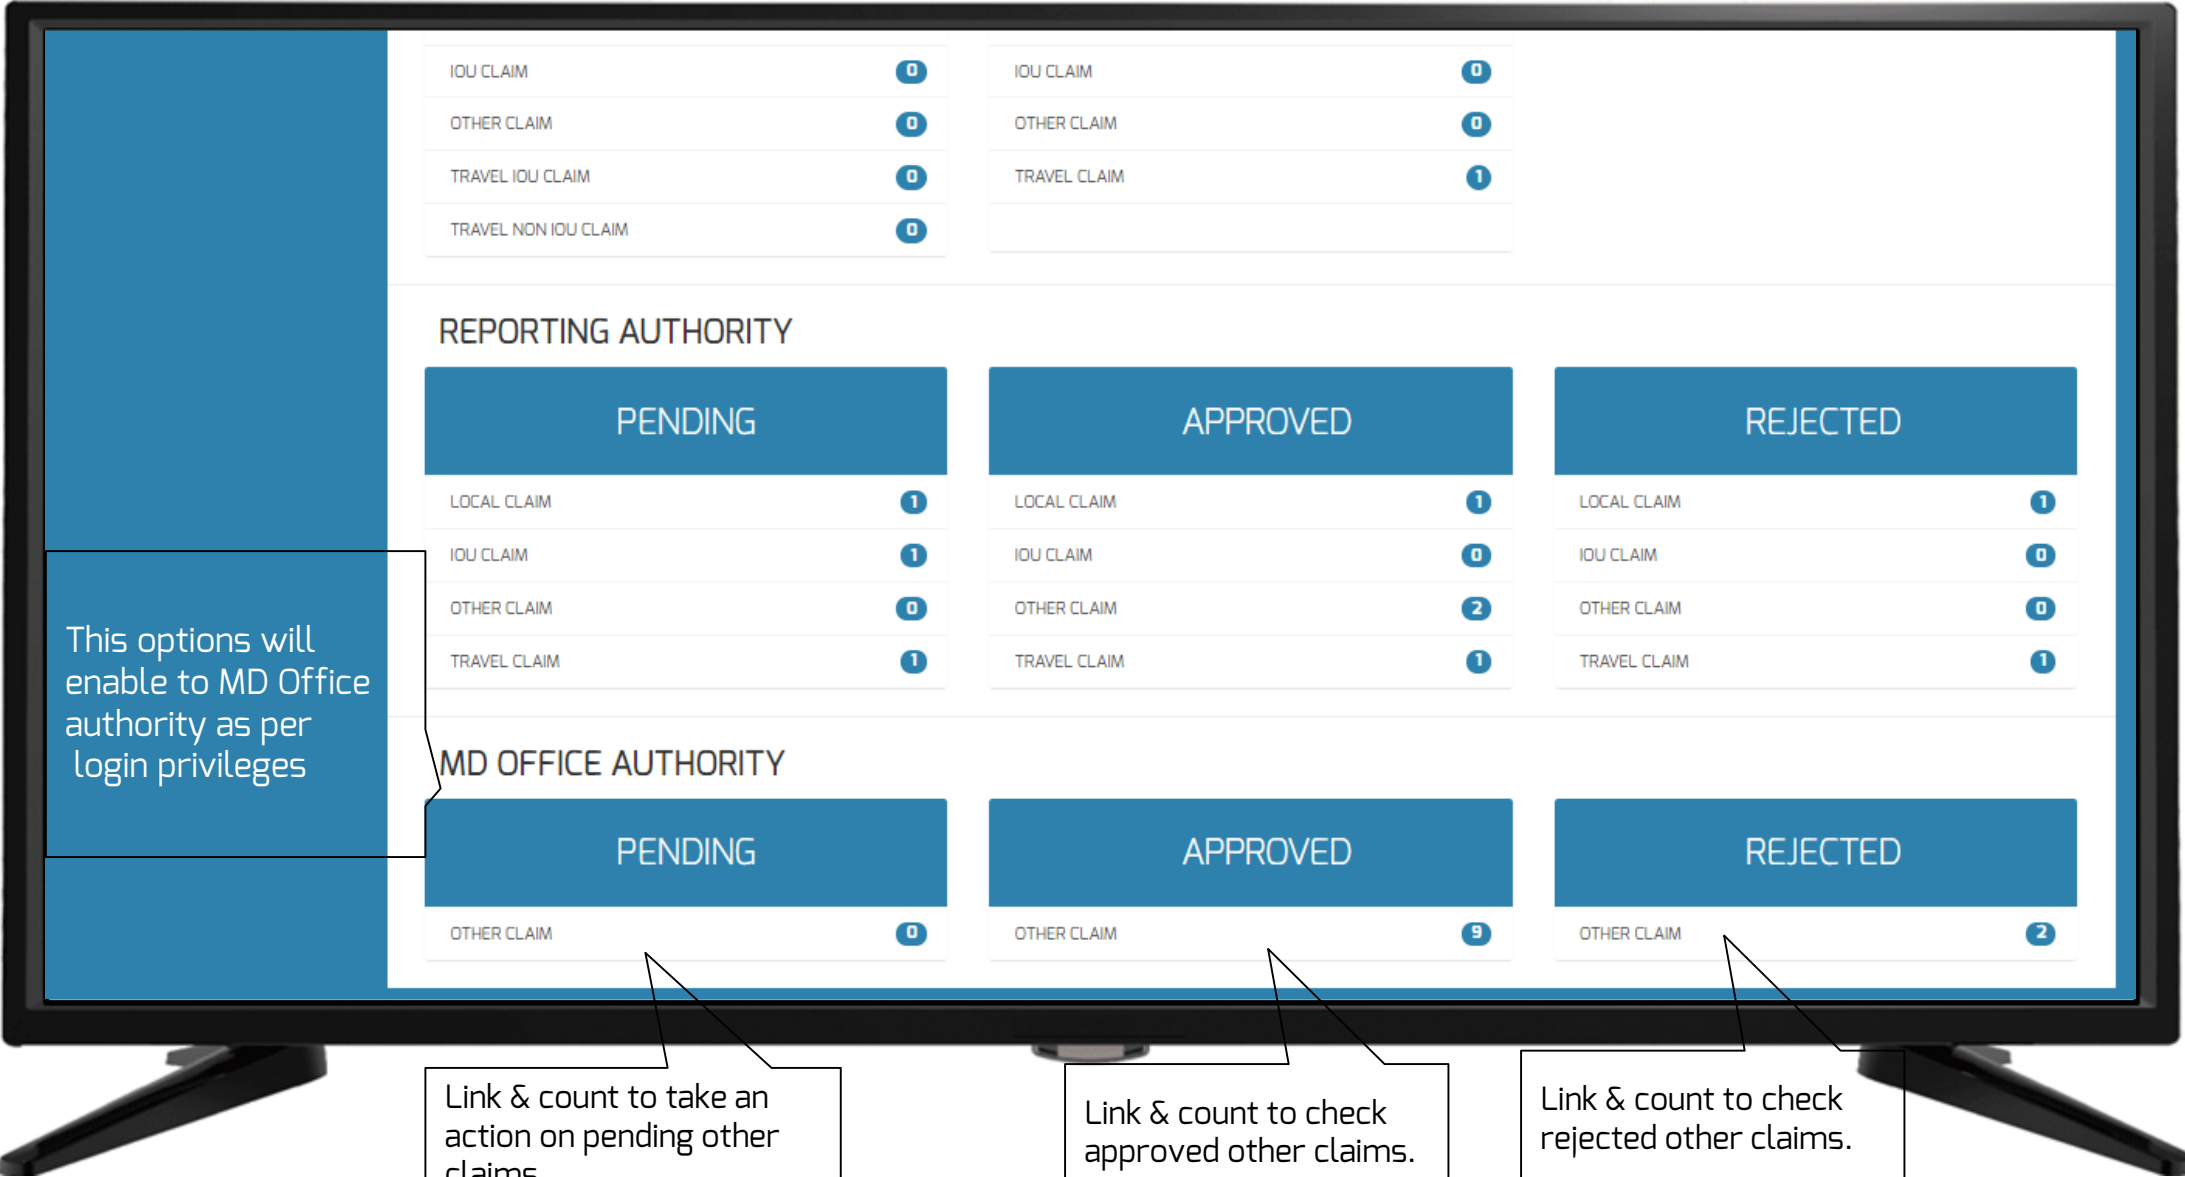 IOU CLAIM 0 IOU CLAIM 0
OTHER CLAIM 0 OTHER CLAIM 0
TRAVEL IOU CLAIM 0 TRAVEL CLAIM 1
TRAVEL NON IOU CLAIM 0
REPORTING AUTHORITY
PENDING APPROVED REJECTED
LOCAL CLAIM 1 LOCAL CLAIM 1 LOCAL CLAIM 1
IOU CLAIM 1 IOU CLAIM 0 IOU CLAIM 0
OTHER CLAIM 0 OTHER CLAIM 2 OTHER CLAIM 0
TRAVEL CLAIM 1 TRAVEL CLAIM 1 TRAVEL CLAIM 1
This options will
enable to MD Office
authority as per
login privileges
MD OFFICE AUTHORITY
PENDING APPROVED REJECTED
OTHER CLAIM 0 OTHER CLAIM 9 OTHER CLAIM 2
Link & count to take an
action on pending other
claims
Link & count to check
approved other claims.
Link & count to check
rejected other claims.